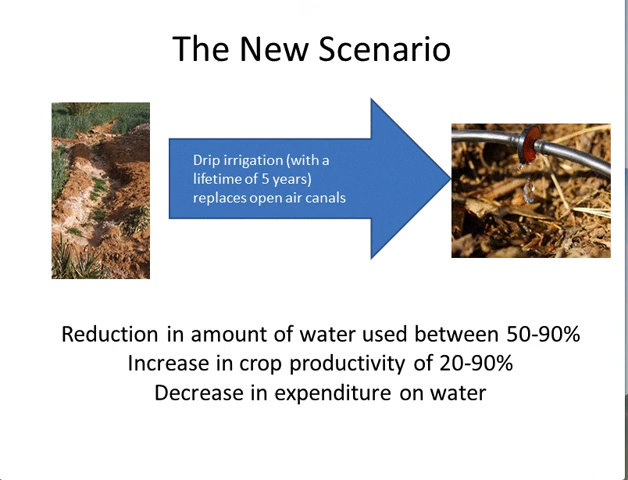 The New Scenario
Drip irrigation (with a
lifetime of 5 years)
replaces open air canals
Reduction in amount of water used between 50-90%
Increase in crop productivity of 20-90%
Decrease in expenditure on water